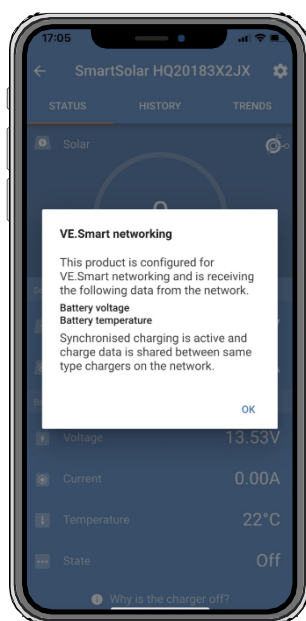 17:05
SmartSolar HQ20183X2JX
STATUS HISTORY TRENDS
Solar
VE.Smart networking
This product is configured for
VE.Smart networking and is receiving
the following data from the network.
Battery voltage
Battery temperature
Synchronised charging is active and
charge data is shared between same
type chargers on the network.
OK
Voltage 13.53V
Current 0.00A
Temperature 22°C
State Off
Why is the charger off?